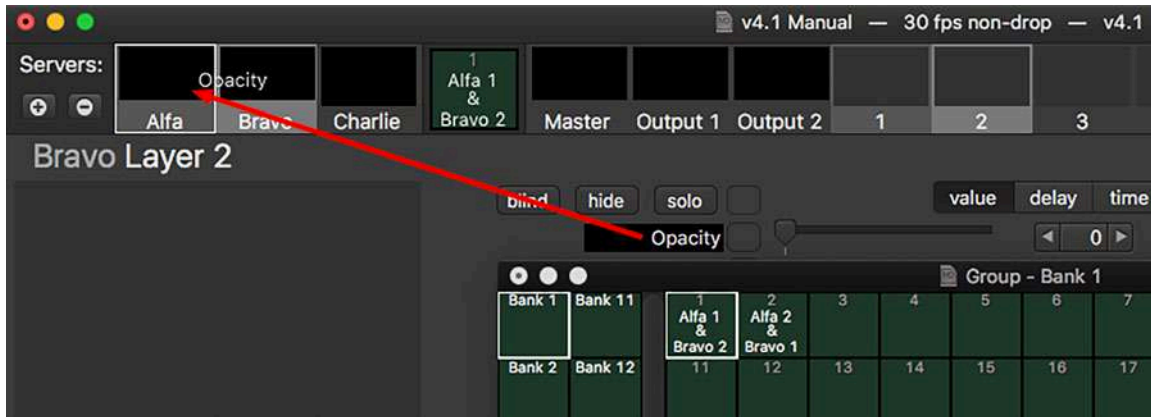 v4.1 Manual — 30 fps non-drop — v4.1
Servers:
Opacity
Alfa
Bravo
Charlie
1
Alfa 1
&
Bravo 2
Master
Output 1
Output 2
1
2
3
Bravo Layer 2
blind
hide
solo
value
delay
time
Opacity
0
Group - Bank 1
Bank 1
Bank 11
1
Alfa 1
&
Bravo 2
2
Alfa 2
&
Bravo 1
3
4
5
6
7
Bank 2
Bank 12
11
12
13
14
15
16
17